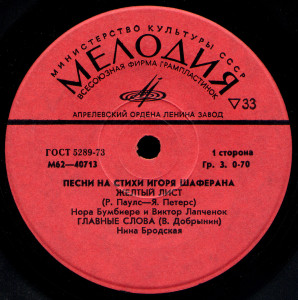 МИНИСТЕРСТВО КУЛЬТУРЫ СССР
МЕЛОДИЯ
ВСЕСОЮЗНАЯ ФИРМА ГРАМПЛАСТИНОК
▽33
АПРЕЛЕВСКИЙ ОРДЕНА ЛЕНИНА ЗАВОД
ГОСТ 5289-73
1 сторона
М62—40713
Гр. 3. 0-70
ПЕСНИ НА СТИХИ ИГОРЯ ШАФЕРАНА
ЖЕЛТЫЙ ЛИСТ
(Р. Паулс—Я. Петерс)
Нора Бумбиере и Виктор Лапченок
ГЛАВНЫЕ СЛОВА (В. Добрынин)
Нина Бродская